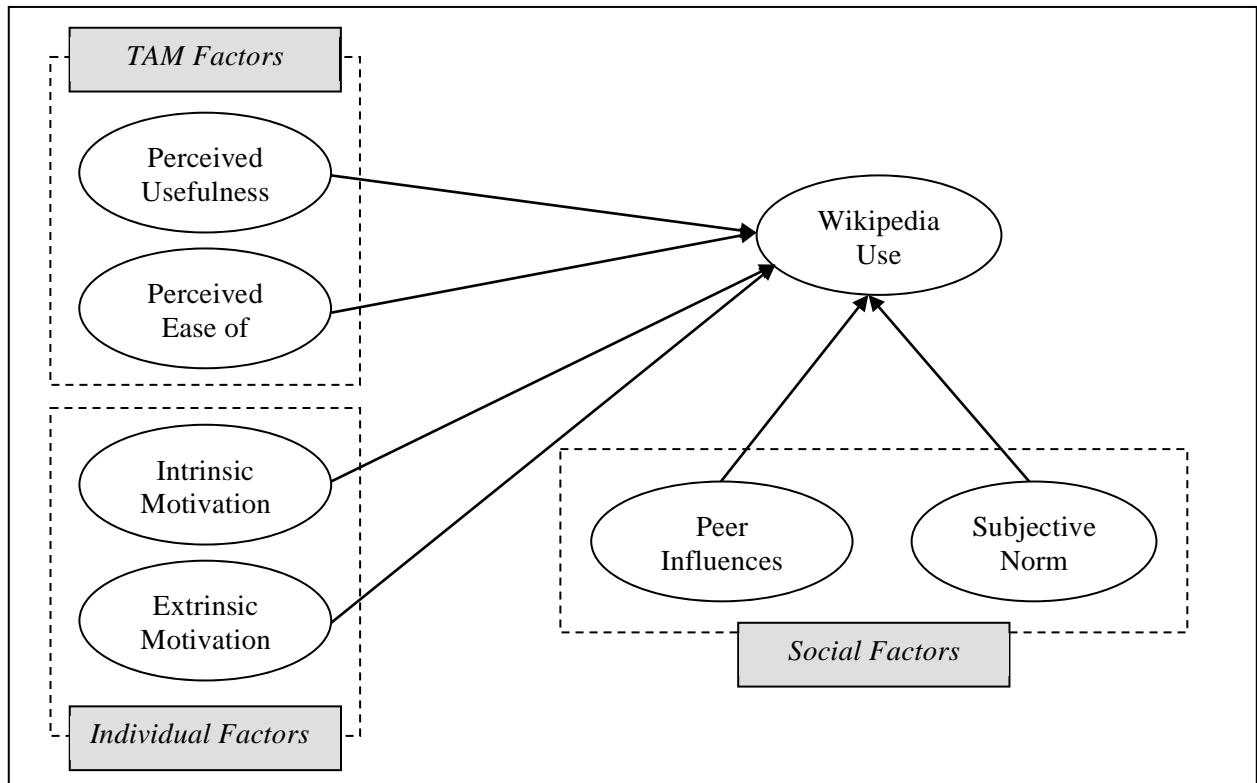 TAM Factors
Perceived
Usefulness
Perceived
Ease of
Intrinsic
Motivation
Extrinsic
Motivation
Individual Factors
Wikipedia
Use
Peer
Influences
Subjective
Norm
Social Factors